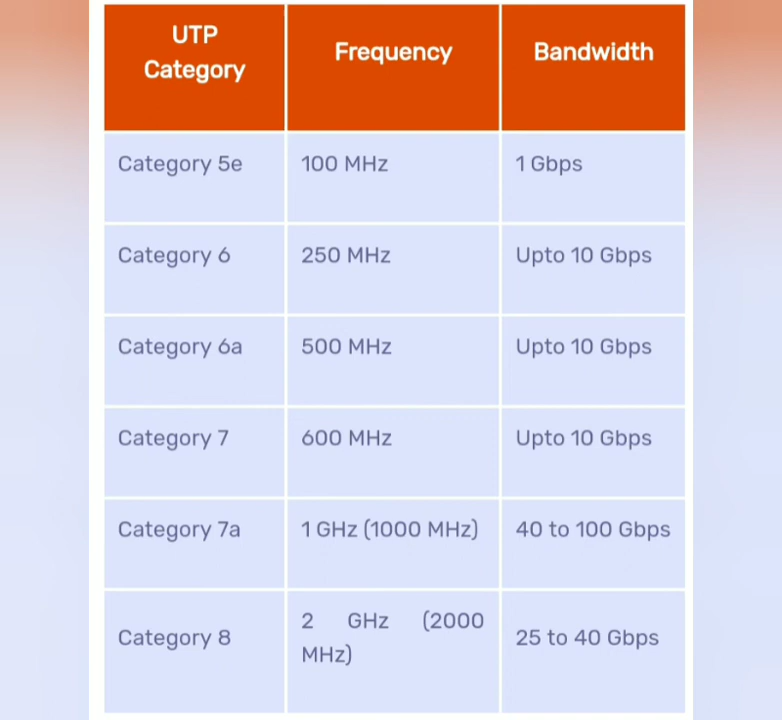 UTP
Category
Frequency
Bandwidth
Category 5e
100 MHz
1 Gbps
Category 6
250 MHz
Upto 10 Gbps
Category 6a
500 MHz
Upto 10 Gbps
Category 7
600 MHz
Upto 10 Gbps
Category 7a
1 GHz (1000 MHz)
40 to 100 Gbps
Category 8
2 GHz (2000
MHz)
25 to 40 Gbps